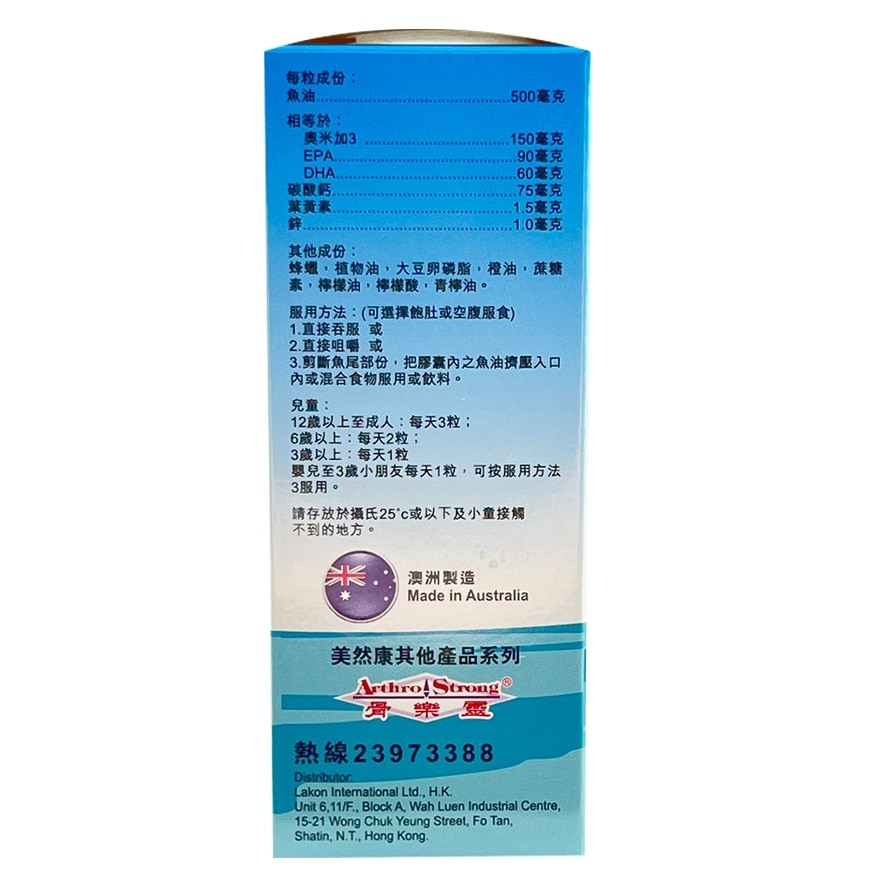 每粒成份：
魚油..............................500毫克
相等於：
奧米加3 ......................150毫克
EPA............................90毫克
DHA...........................60毫克
碳酸鈣...........................75毫克
葉黃素..........................1.5毫克
鋅..................................1.0毫克
其他成份：
蜂蠟，植物油，大豆卵磷脂，橙油，蔗糖
素，檸檬油，檸檬酸，青檸油。
服用方法：(可選擇飽肚或空腹服食)
1.直接吞服 或
2.直接咀嚼 或
3.剪斷魚尾部份，把膠囊內之魚油擠壓入口
內或混合食物服用或飲料。
兒童：
12歲以上至成人：每天3粒；
6歲以上：每天2粒；
3歲以上：每天1粒
嬰兒至3歲小朋友每天1粒，可按服用方法
3服用。
請存放於攝氏25°c或以下及小童接觸
不到的地方。
澳洲製造
Made in Australia
美然康其他產品系列
Arthro Strong®
骨樂靈
熱線23973388
Distributor:
Lakon International Ltd., H.K.
Unit 6,11/F., Block A, Wah Luen Industrial Centre,
15-21 Wong Chuk Yeung Street, Fo Tan,
Shatin, N.T., Hong Kong.